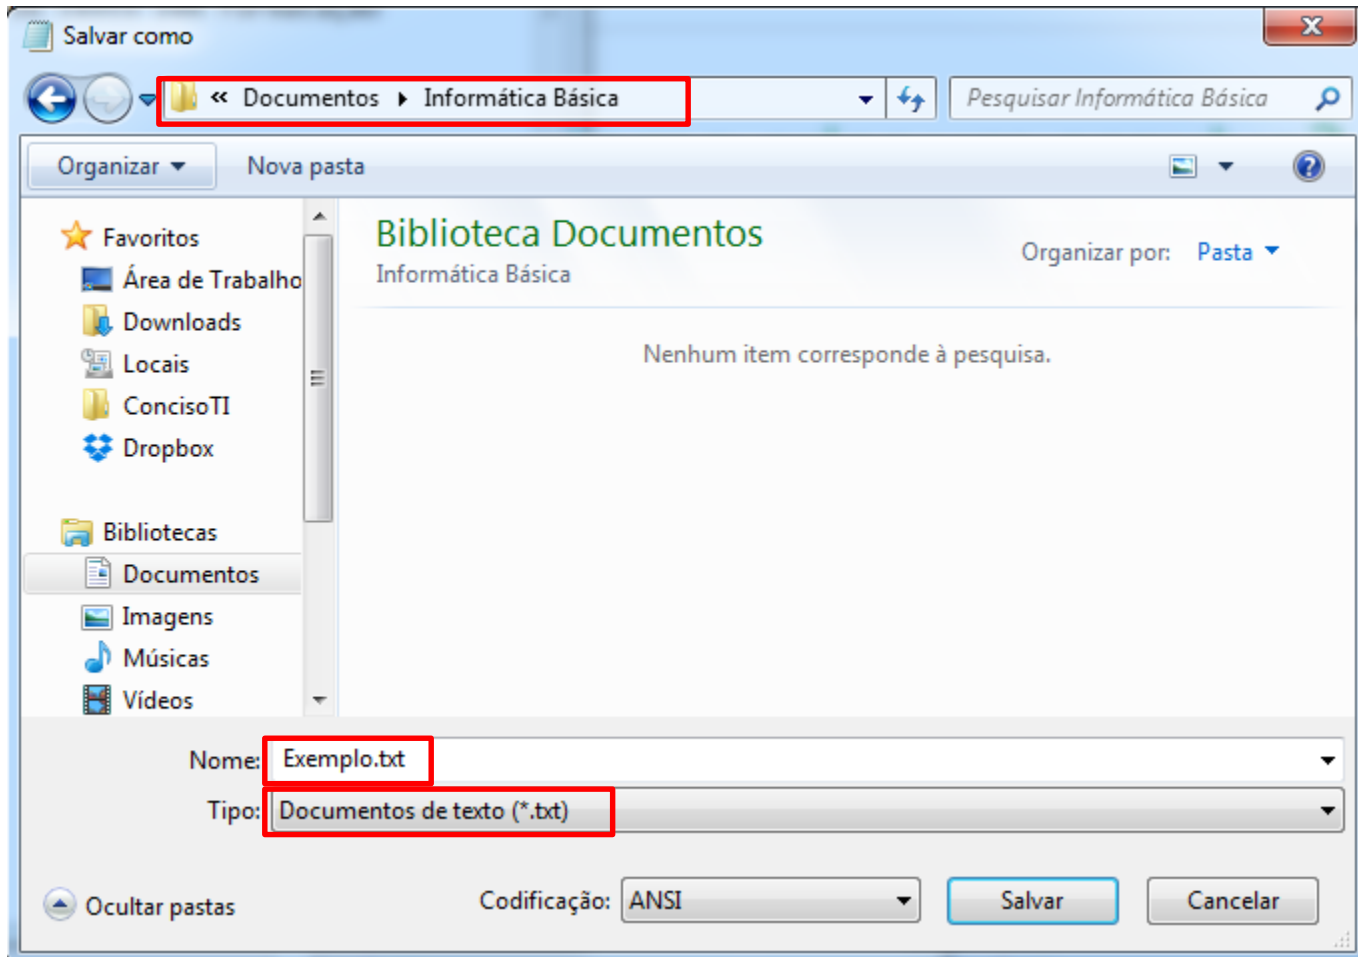 Salvar como
« Documentos Informática Básica
Pesquisar Informática Básica
Organizar
Nova pasta
Favoritos
Área de Trabalho
Downloads
Locais
ConcisoTI
Dropbox
Bibliotecas
Documentos
Imagens
Músicas
Vídeos
Biblioteca Documentos
Informática Básica
Organizar por: Pasta
Nenhum item corresponde à pesquisa.
Nome: Exemplo.txt
Tipo: Documentos de texto (*.txt)
Ocultar pastas
Codificação: ANSI
Salvar
Cancelar